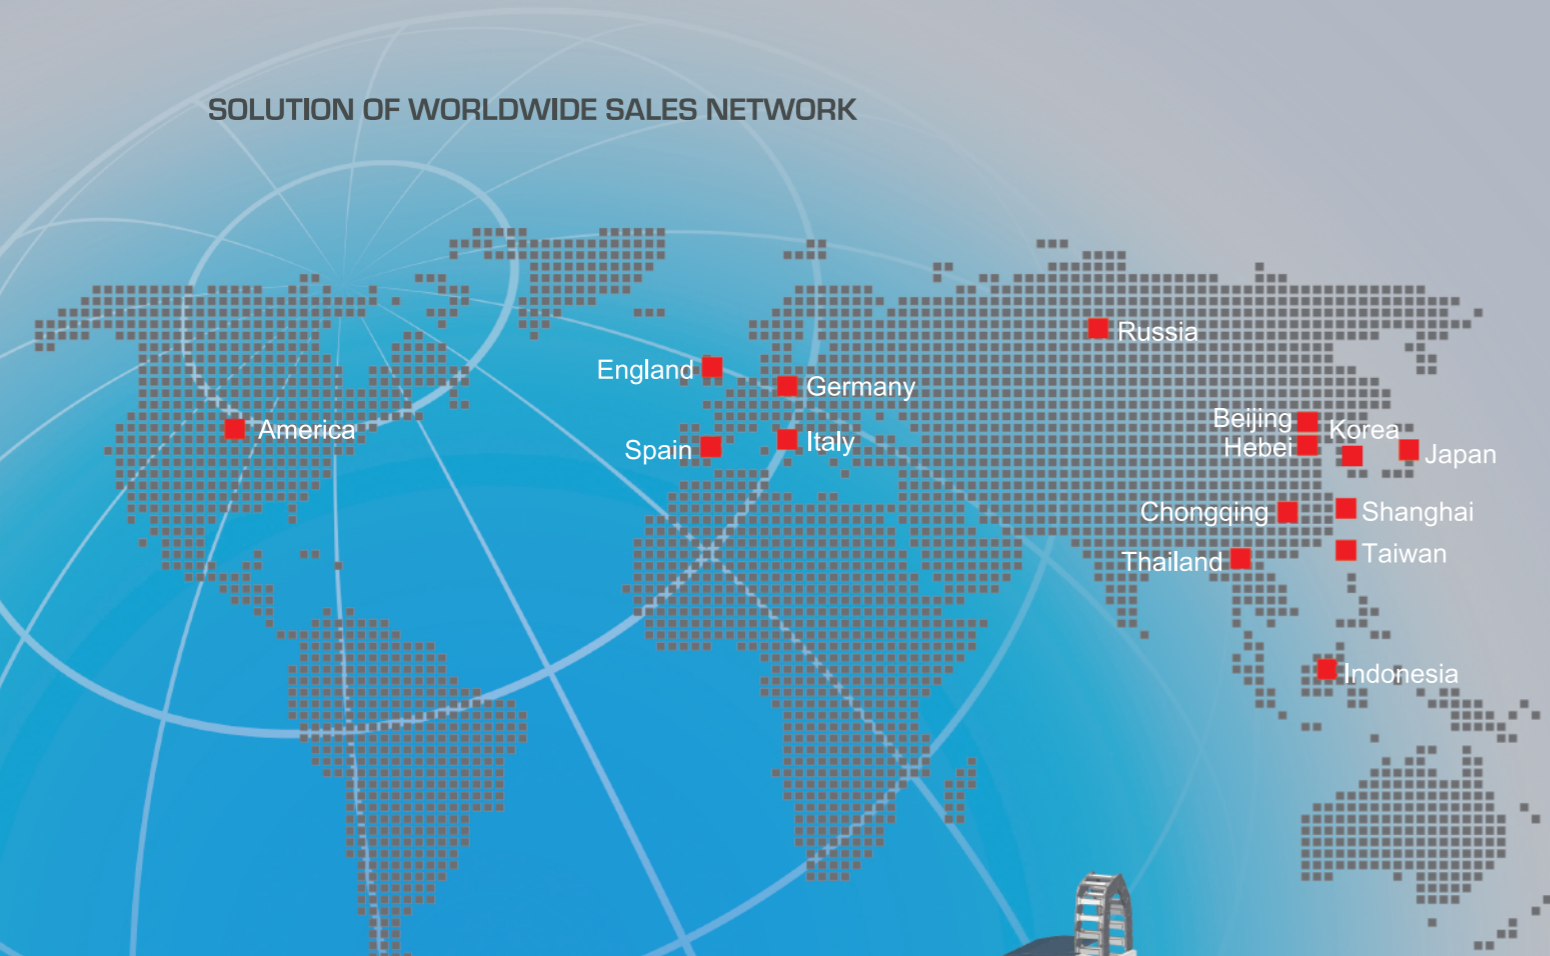 SOLUTION OF WORLDWIDE SALES NETWORK
Russia
England
Germany
America
Spain
Italy
Beijing
Korea
Hebei
Japan
Chongqing
Shanghai
Thailand
Taiwan
Indonesia